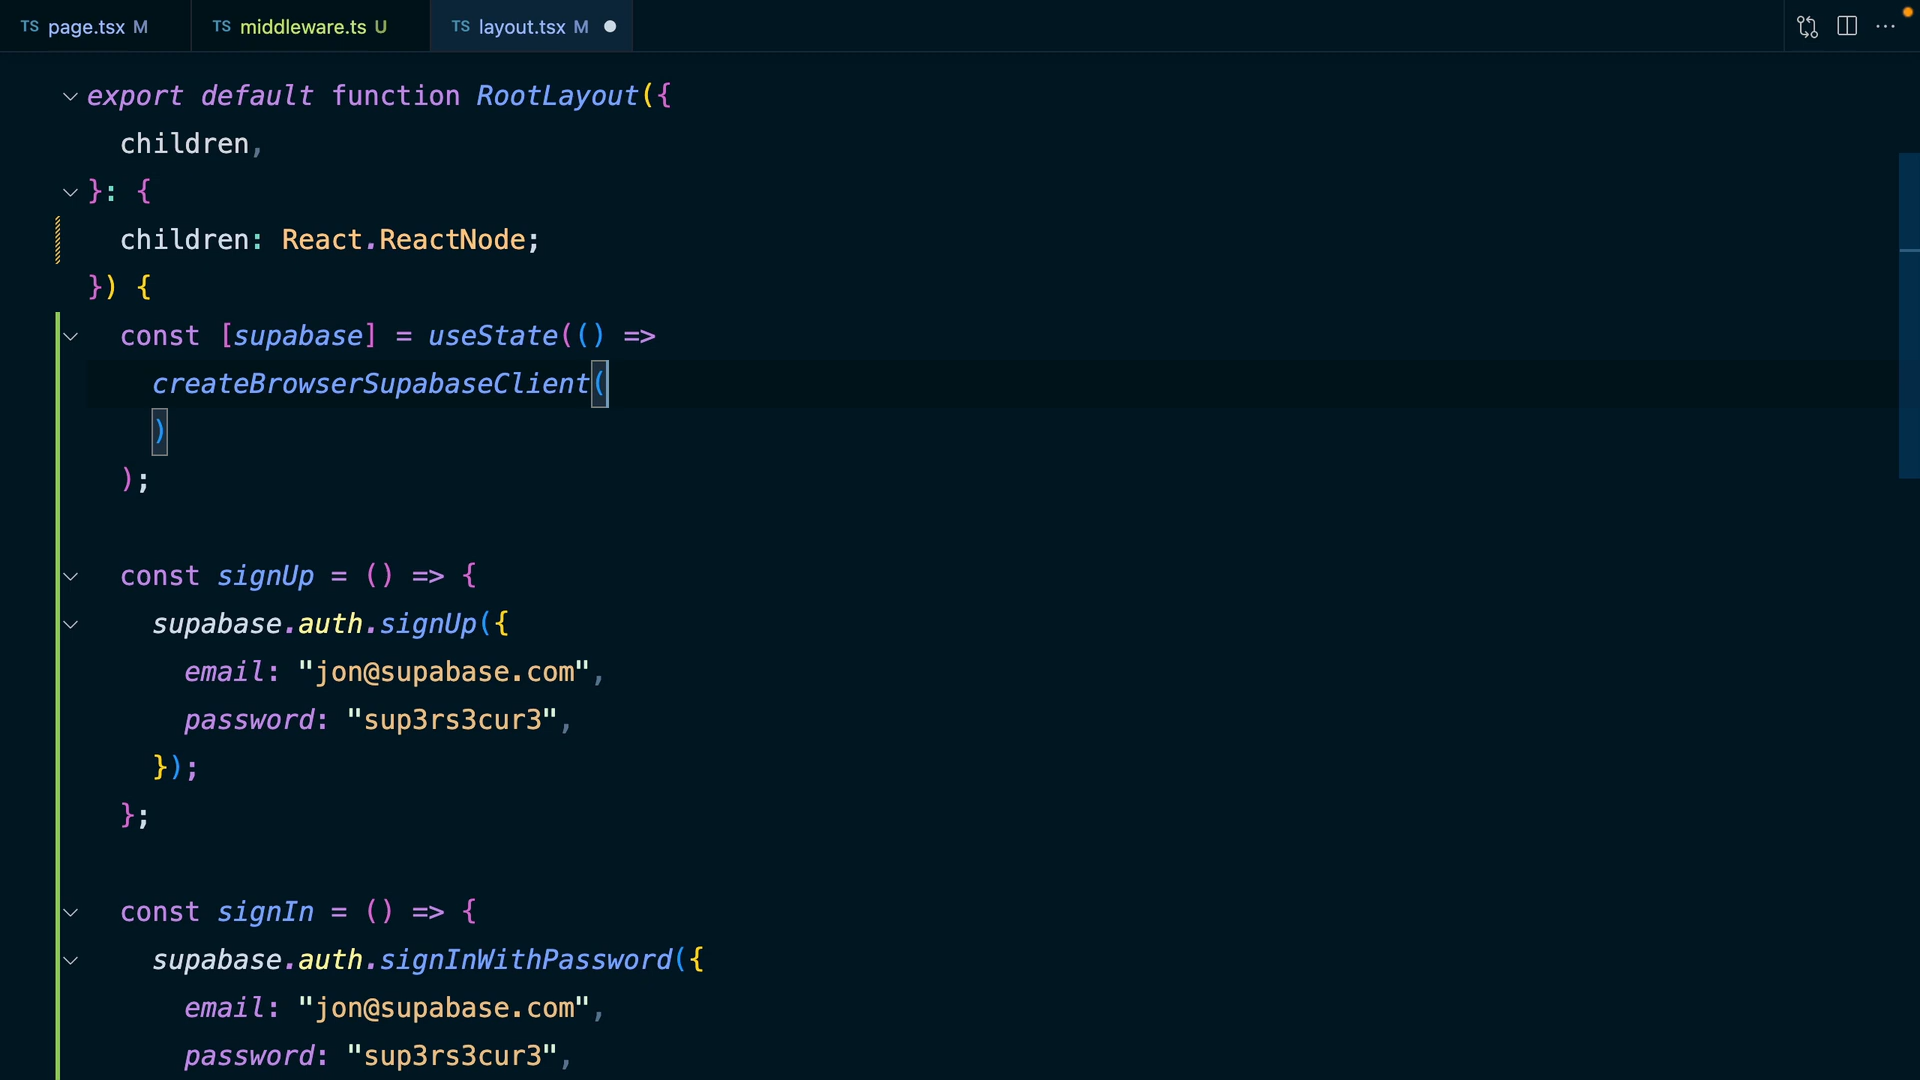 TS page.tsx M
TS middleware.ts U
TS layout.tsx M
export default function RootLayout({
children,
}: {
children: React.ReactNode;
}) {
const [supabase] = useState(() =>
createBrowserSupabaseClient(
)
);
const signUp = () => {
supabase.auth.signUp({
email: "jon@supabase.com",
password: "sup3rs3cur3",
});
};
const signIn = () => {
supabase.auth.signInWithPassword({
email: "jon@supabase.com",
password: "sup3rs3cur3",